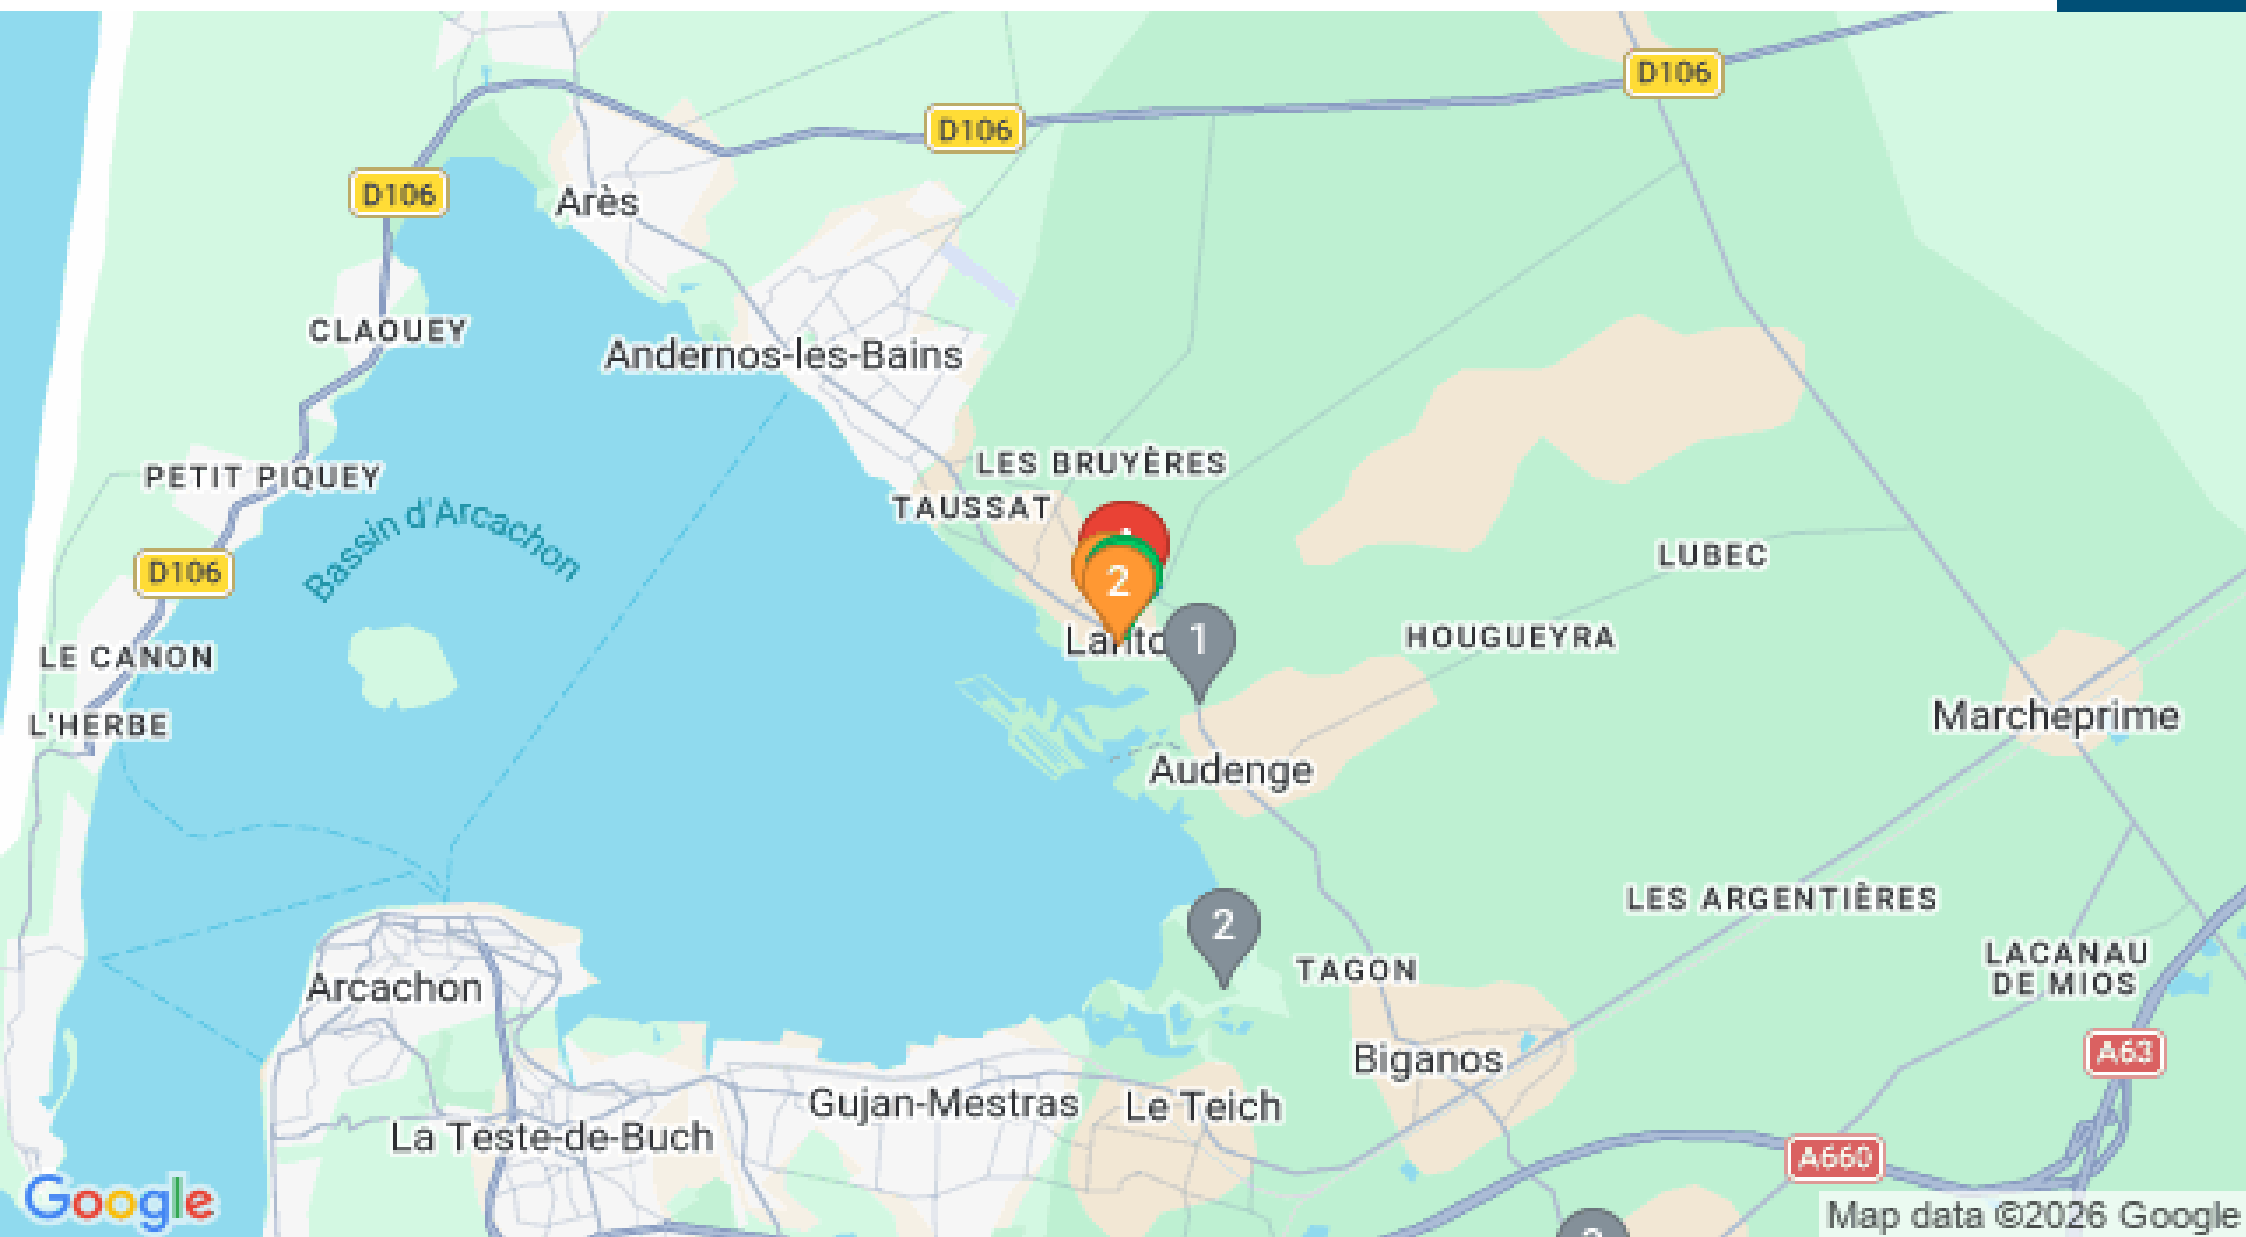 D106
D106
D106
Arès
CLAOUEY
Andernos-les-Bains
LES BRUYÈRES
PETIT PIQUEY
TAUSSAT
Bassin d'Arcachon
D106
LUBEC
2
1
HOUGUEYRA
LE CANON
L'HERBE
Marcheprime
Audenge
LES ARGENTIÈRES
2
TAGON
LACANAU
DE MIOS
Arcachon
A63
Biganos
Gujan-Mestras
Le Teich
La Teste-de-Buch
A660
Google
Map data ©2026 Google